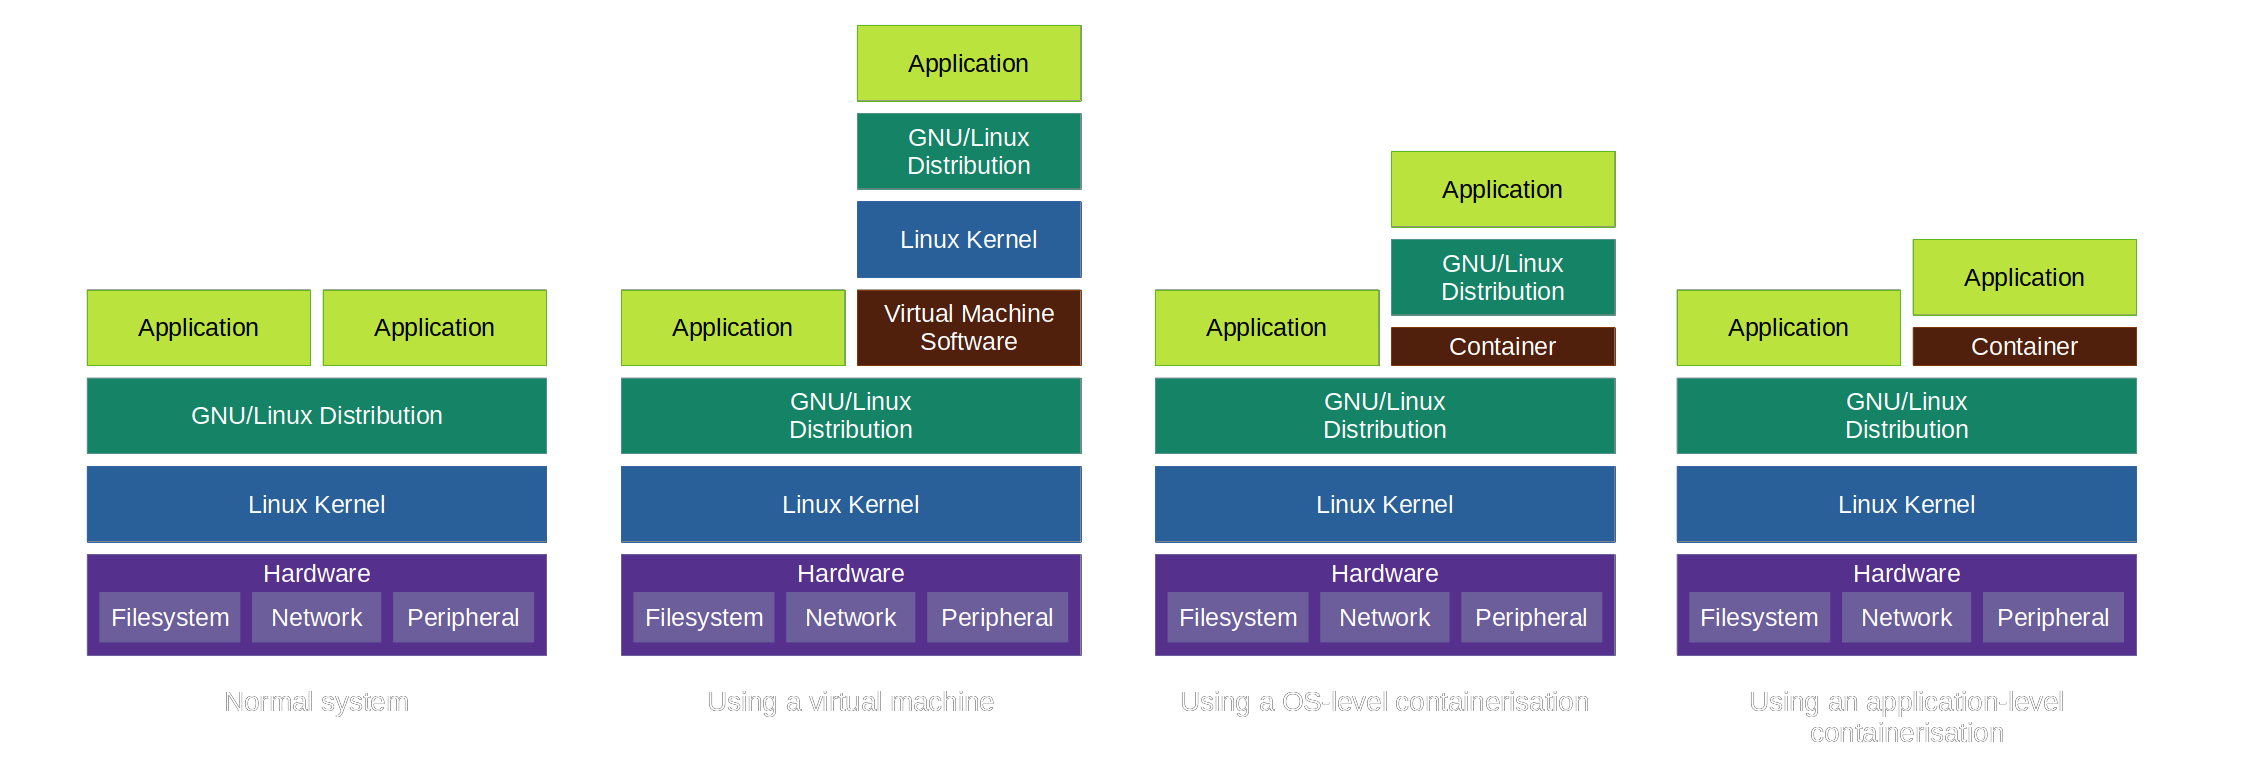 Application
Application
GNU/Linux Distribution
Linux Kernel
Hardware
Filesystem
Network
Peripheral
Normal system
Application
GNU/Linux
Distribution
Linux Kernel
Application
Virtual Machine
Software
GNU/Linux
Distribution
Linux Kernel
Hardware
Filesystem
Network
Peripheral
Using a virtual machine
Application
GNU/Linux
Distribution
Application
Container
GNU/Linux
Distribution
Linux Kernel
Hardware
Filesystem
Network
Peripheral
Using a OS-level containerisation
Application
Application
Container
GNU/Linux
Distribution
Linux Kernel
Hardware
Filesystem
Network
Peripheral
Using an application-level
containerisation